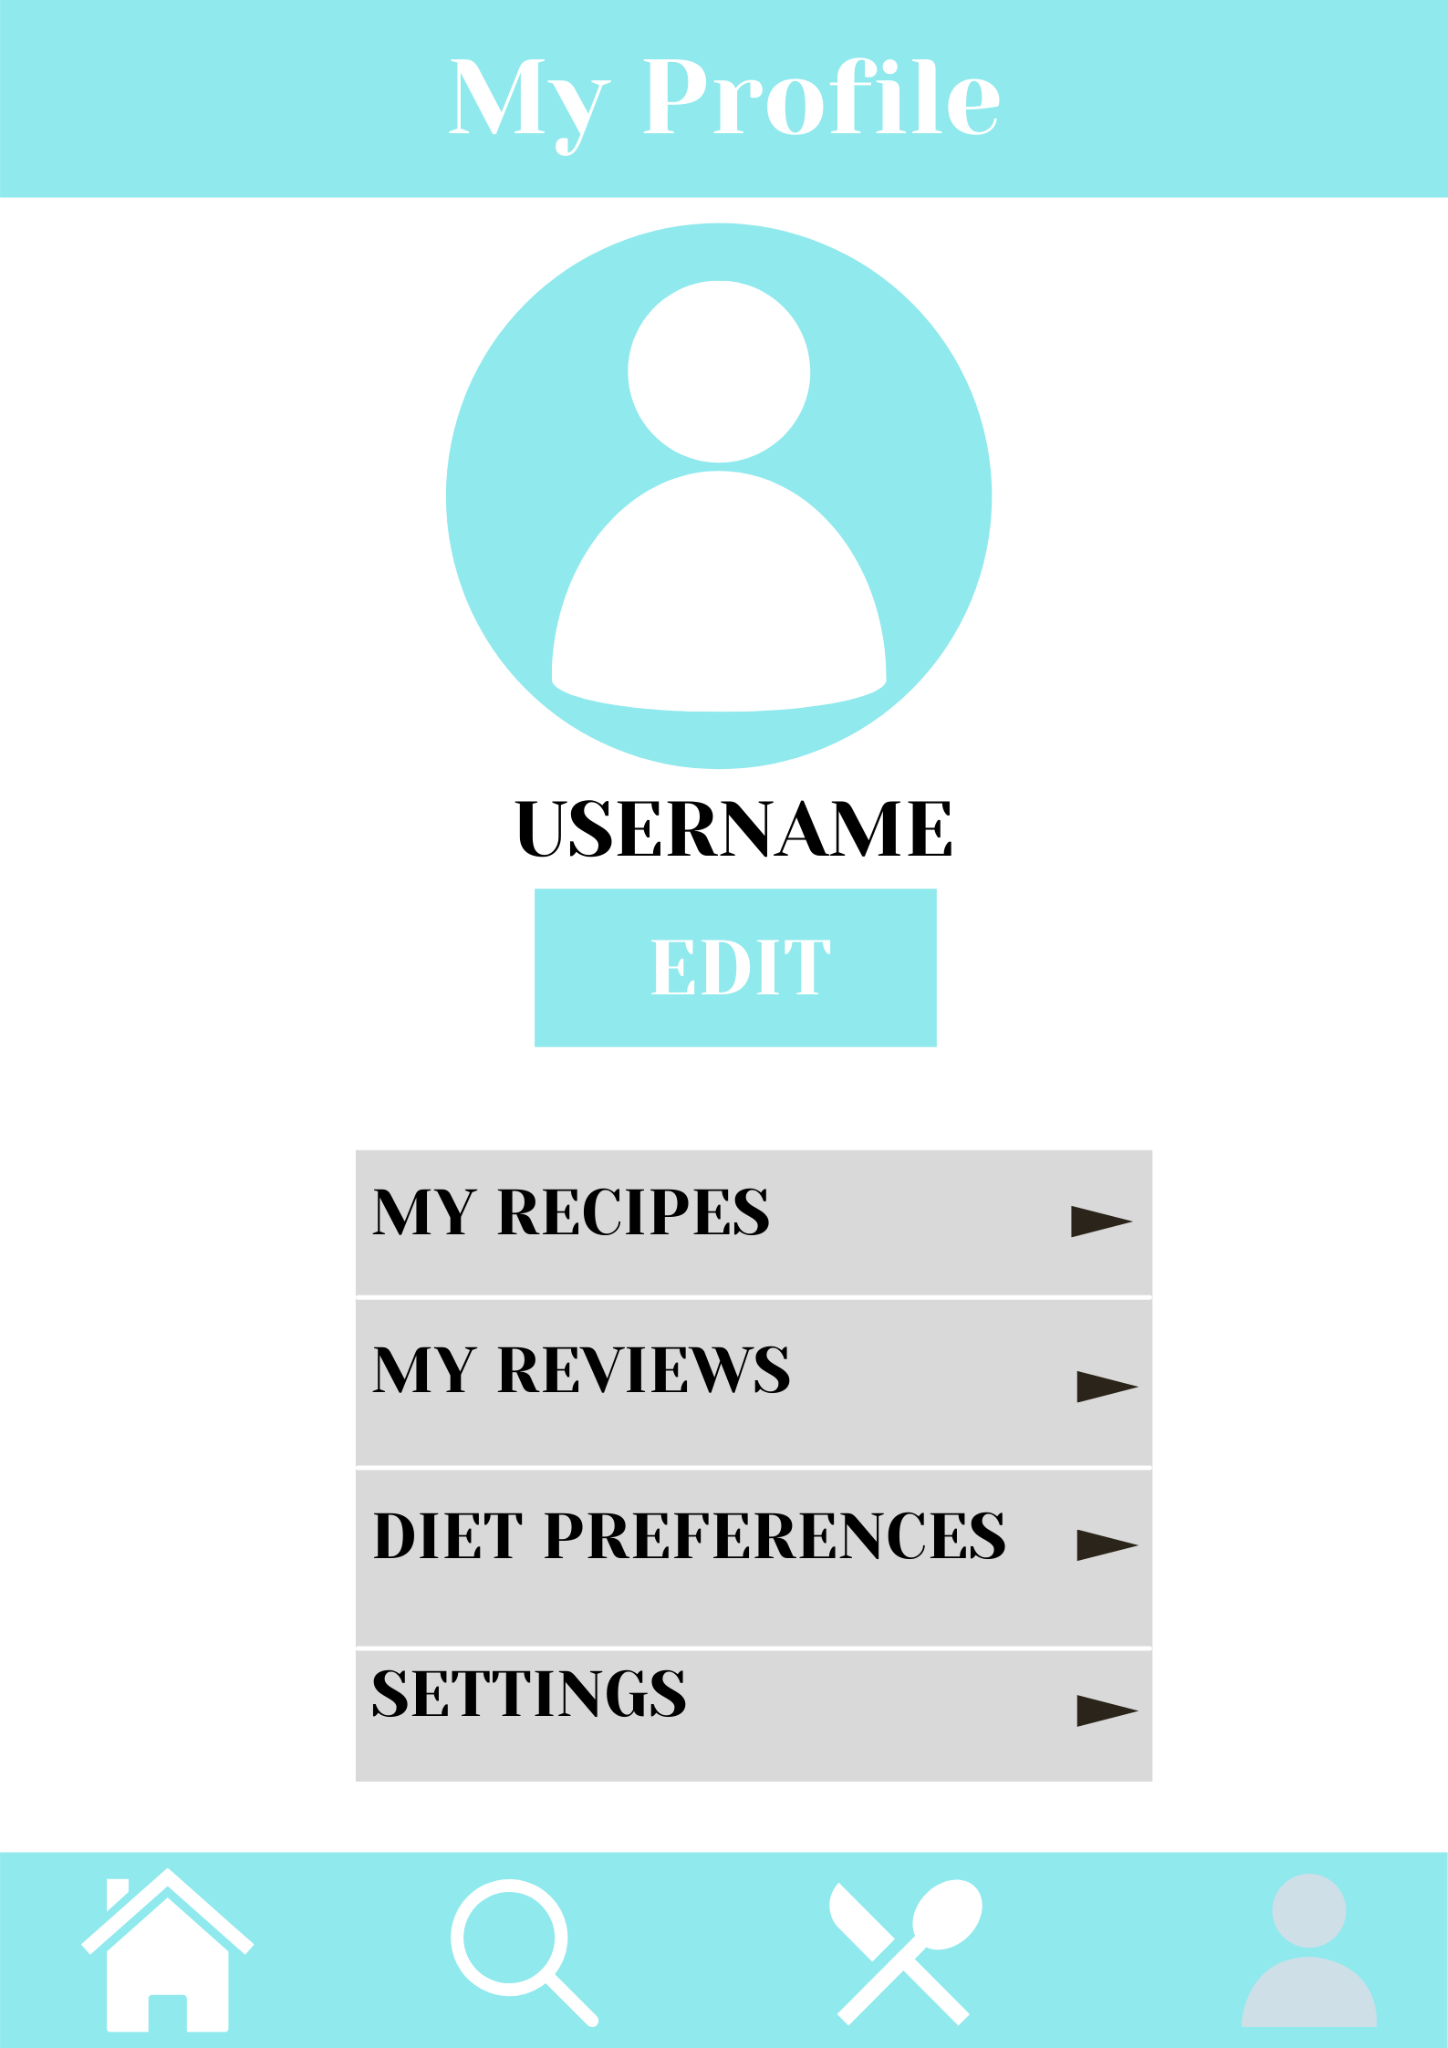 My Profile
USERNAME
EDIT
MY RECIPES
MY REVIEWS
DIET PREFERENCES
SETTINGS